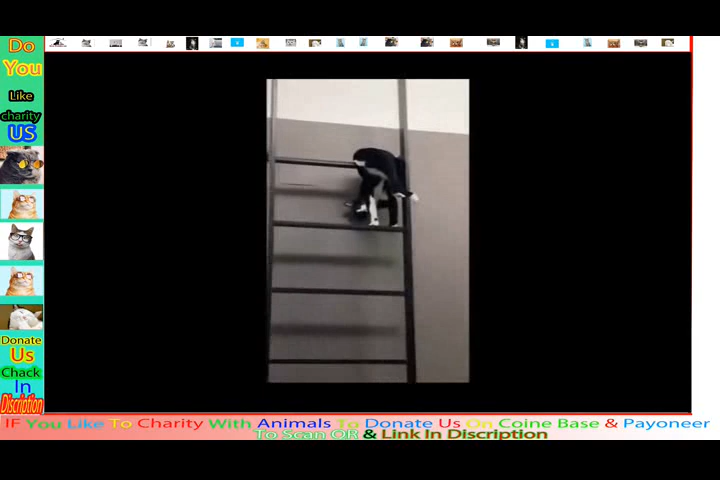 Do
You
Like
charity
US
Donate
Us
Chack
In
Discription
IF You Like To Charity With Animals To Donate Us On Coine Base & Payoneer
To Scan QR & Link In Discription